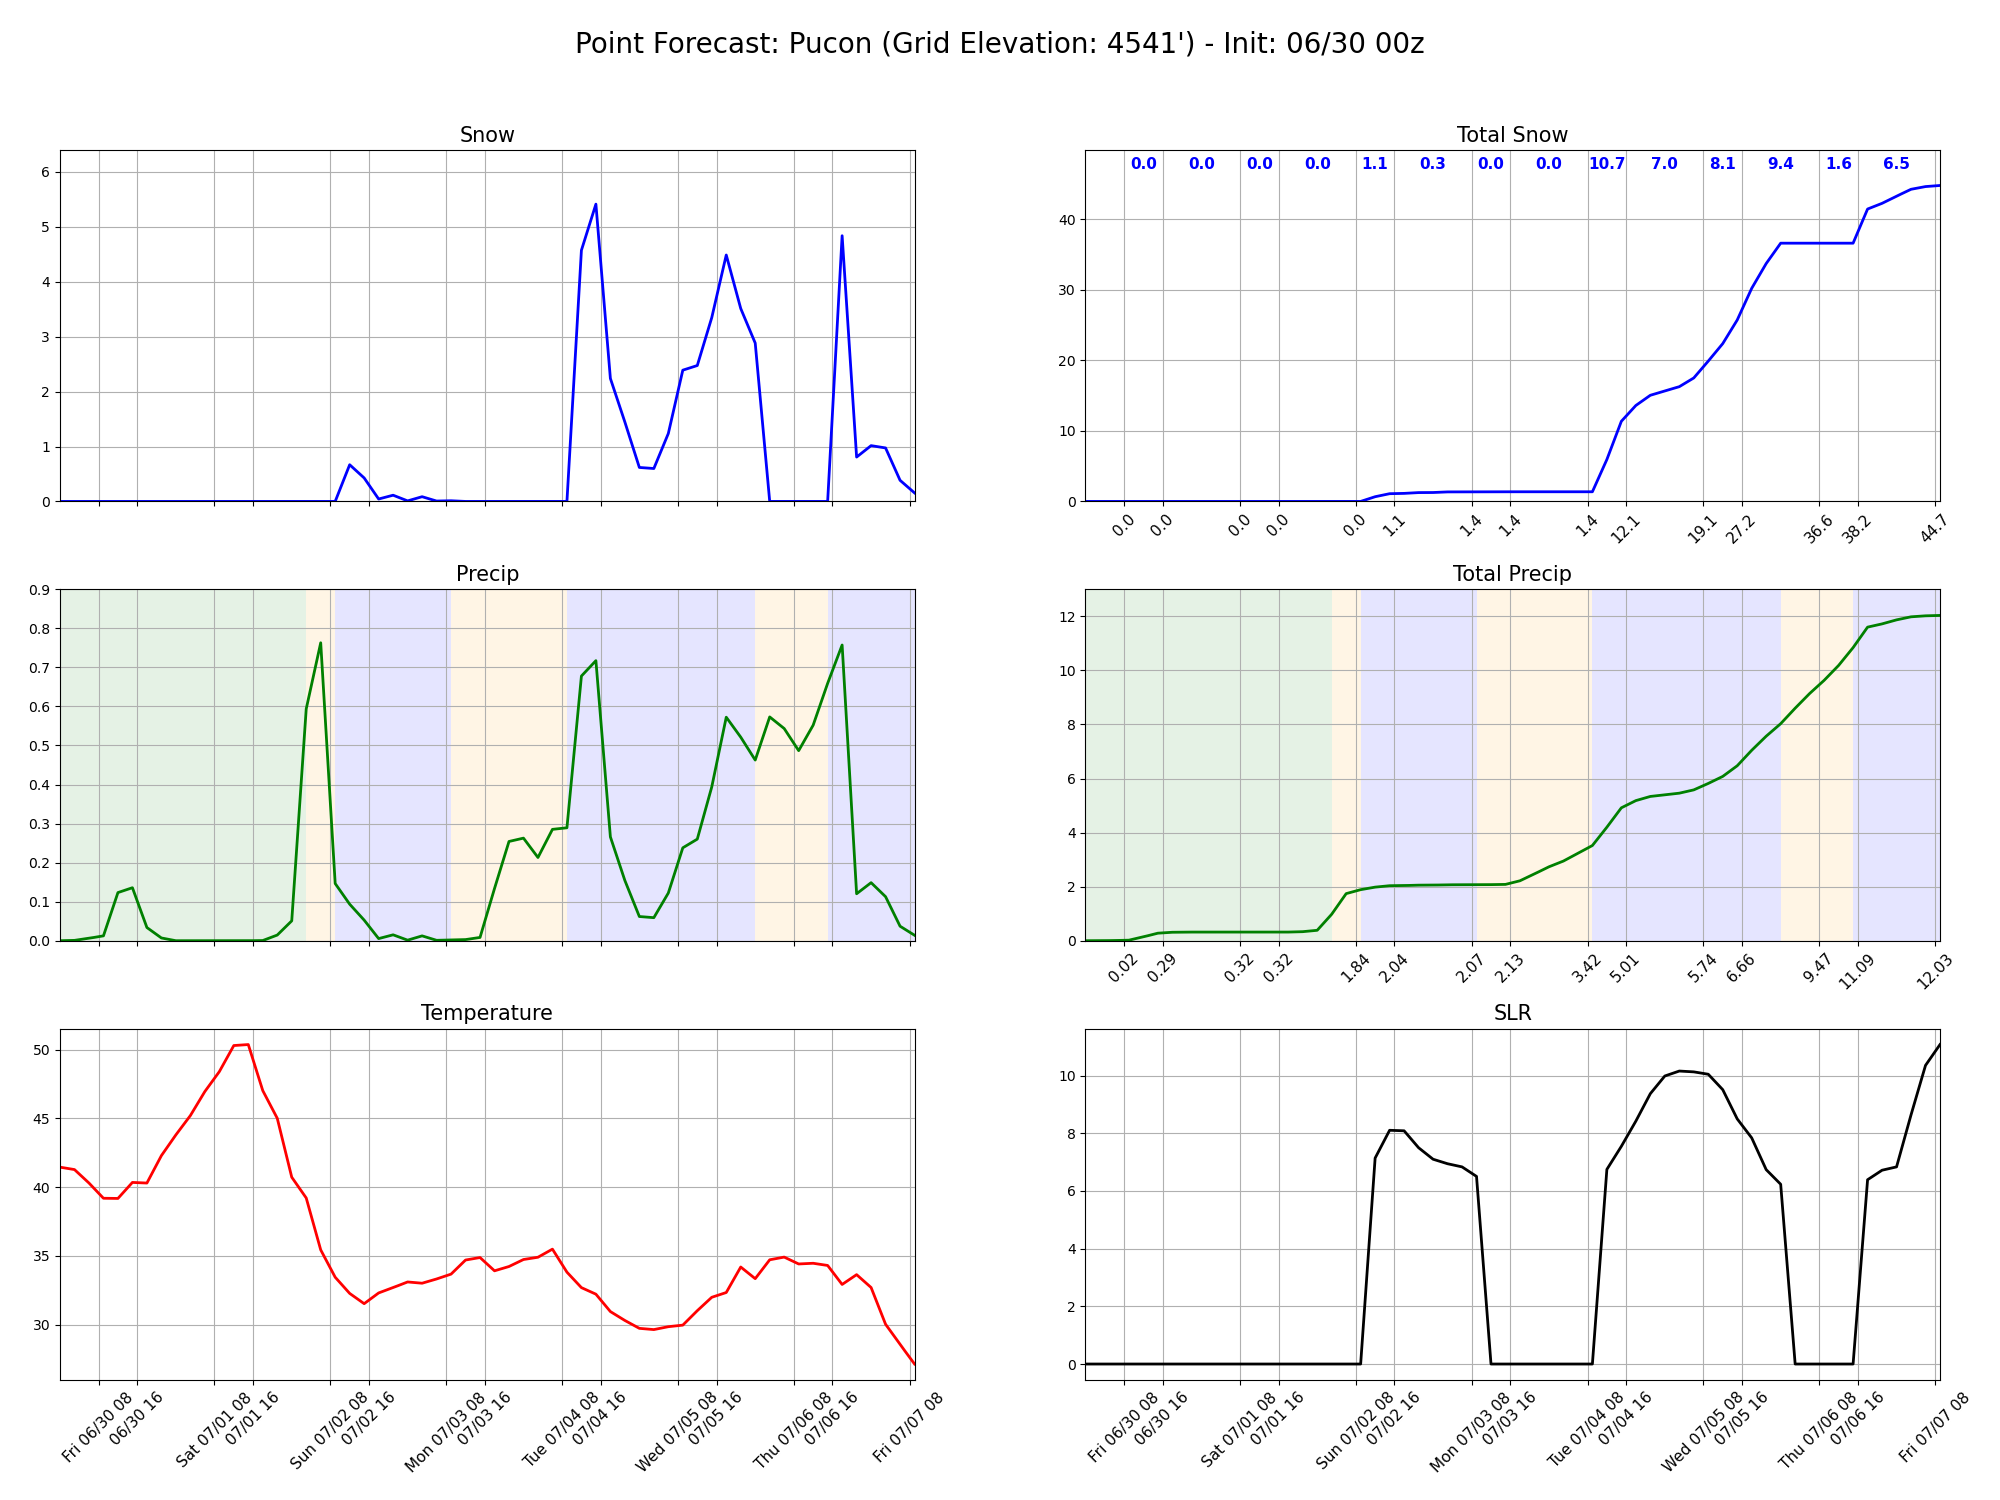 Point Forecast: Pucon (Grid Elevation: 4541') - Init: 06/30 00z
Snow
6
5
4
3
2
1
0
Total Snow
0.0 0.0 0.0 0.0 1.1 0.3 0.0 0.0 10.7 7.0 8.1 9.4 1.6 6.5
40
30
20
10
0
0.0 0.0 0.0 0.0 0.0 1.1 1.4 1.4 1.4 12.1 19.1 27.2 36.6 38.2 44.7
Precip
0.9
0.8
0.7
0.6
0.5
0.4
0.3
0.2
0.1
0.0
Total Precip
12
10
8
6
4
2
0
0.02 0.29 0.32 0.32 1.84 2.04 2.07 2.13 3.42 5.01 5.74 6.66 9.47 11.09 12.03
Temperature
50
45
40
35
30
Fri 06/30 08
06/30 16
Sat 07/01 08
07/01 16
Sun 07/02 08
07/02 16
Mon 07/03 08
07/03 16
Tue 07/04 08
07/04 16
Wed 07/05 08
07/05 16
Thu 07/06 08
07/06 16
Fri 07/07 08
SLR
10
8
6
4
2
0
Fri 06/30 08
06/30 16
Sat 07/01 08
07/01 16
Sun 07/02 08
07/02 16
Mon 07/03 08
07/03 16
Tue 07/04 08
07/04 16
Wed 07/05 08
07/05 16
Thu 07/06 08
07/06 16
Fri 07/07 08